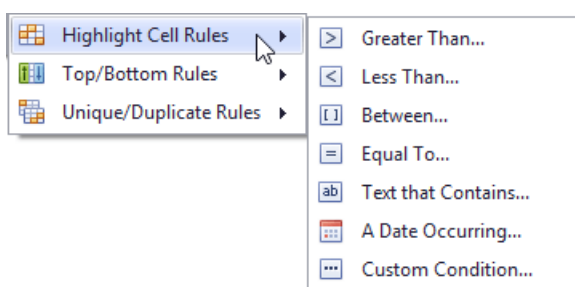 Highlight Cell Rules
Top/Bottom Rules
Unique/Duplicate Rules
> Greater Than...
< Less Than...
[ ] Between...
= Equal To...
ab Text that Contains...
A Date Occurring...
Custom Condition...